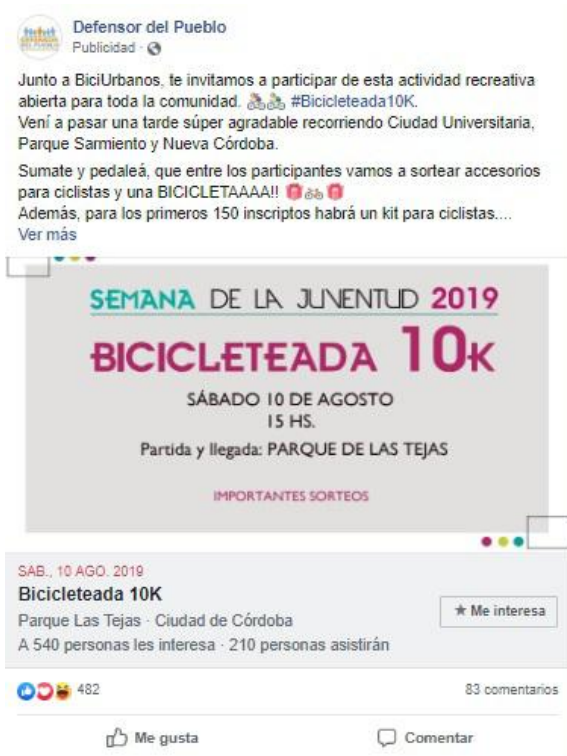 Defensor del Pueblo
Publicidad ·
Junto a BiciUrbanos, te invitamos a participar de esta actividad recreativa
abierta para toda la comunidad. 🚴🚴 #Bicicleteada10K.
Vení a pasar una tarde súper agradable recorriendo Ciudad Universitaria,
Parque Sarmiento y Nueva Córdoba.
Sumate y pedaleá, que entre los participantes vamos a sortear accesorios
para ciclistas y una BICICLETAAAA!! 🎁🚲🎁
Además, para los primeros 150 inscriptos habrá un kit para ciclistas....
Ver más
SEMANA DE LA JUVENTUD 2019
BICICLETEADA 10K
SÁBADO 10 DE AGOSTO
15 HS.
Partida y llegada: PARQUE DE LAS TEJAS
IMPORTANTES SORTEOS
SAB., 10 AGO. 2019
Bicicleteada 10K
Parque Las Tejas · Ciudad de Córdoba
A 540 personas les interesa · 210 personas asistirán
★ Me interesa
482
83 comentarios
Me gusta
Comentar